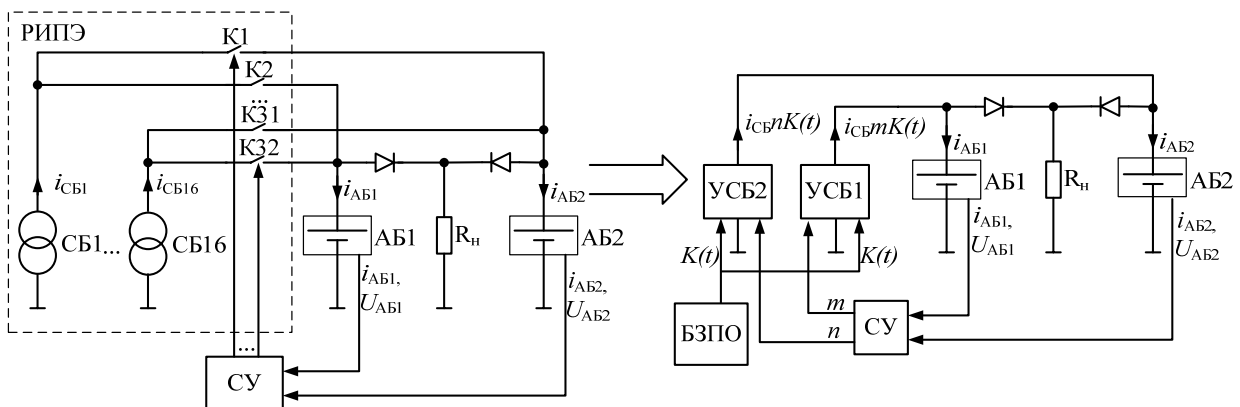 РИПЭ
К1
К2
...
К31
К32
iСБ1
iСБ16
СБ1...
СБ16
iАБ1
iАБ2
АБ1
Rн
АБ2
iАБ1,
UАБ1
iАБ2,
UАБ2
...
СУ
iСБnK(t)
iСБmK(t)
iАБ1
iАБ2
УСБ2
УСБ1
АБ1
Rн
АБ2
iАБ1,
UАБ1
iАБ2,
UАБ2
K(t)
K(t)
БЗПО
m
n
СУ